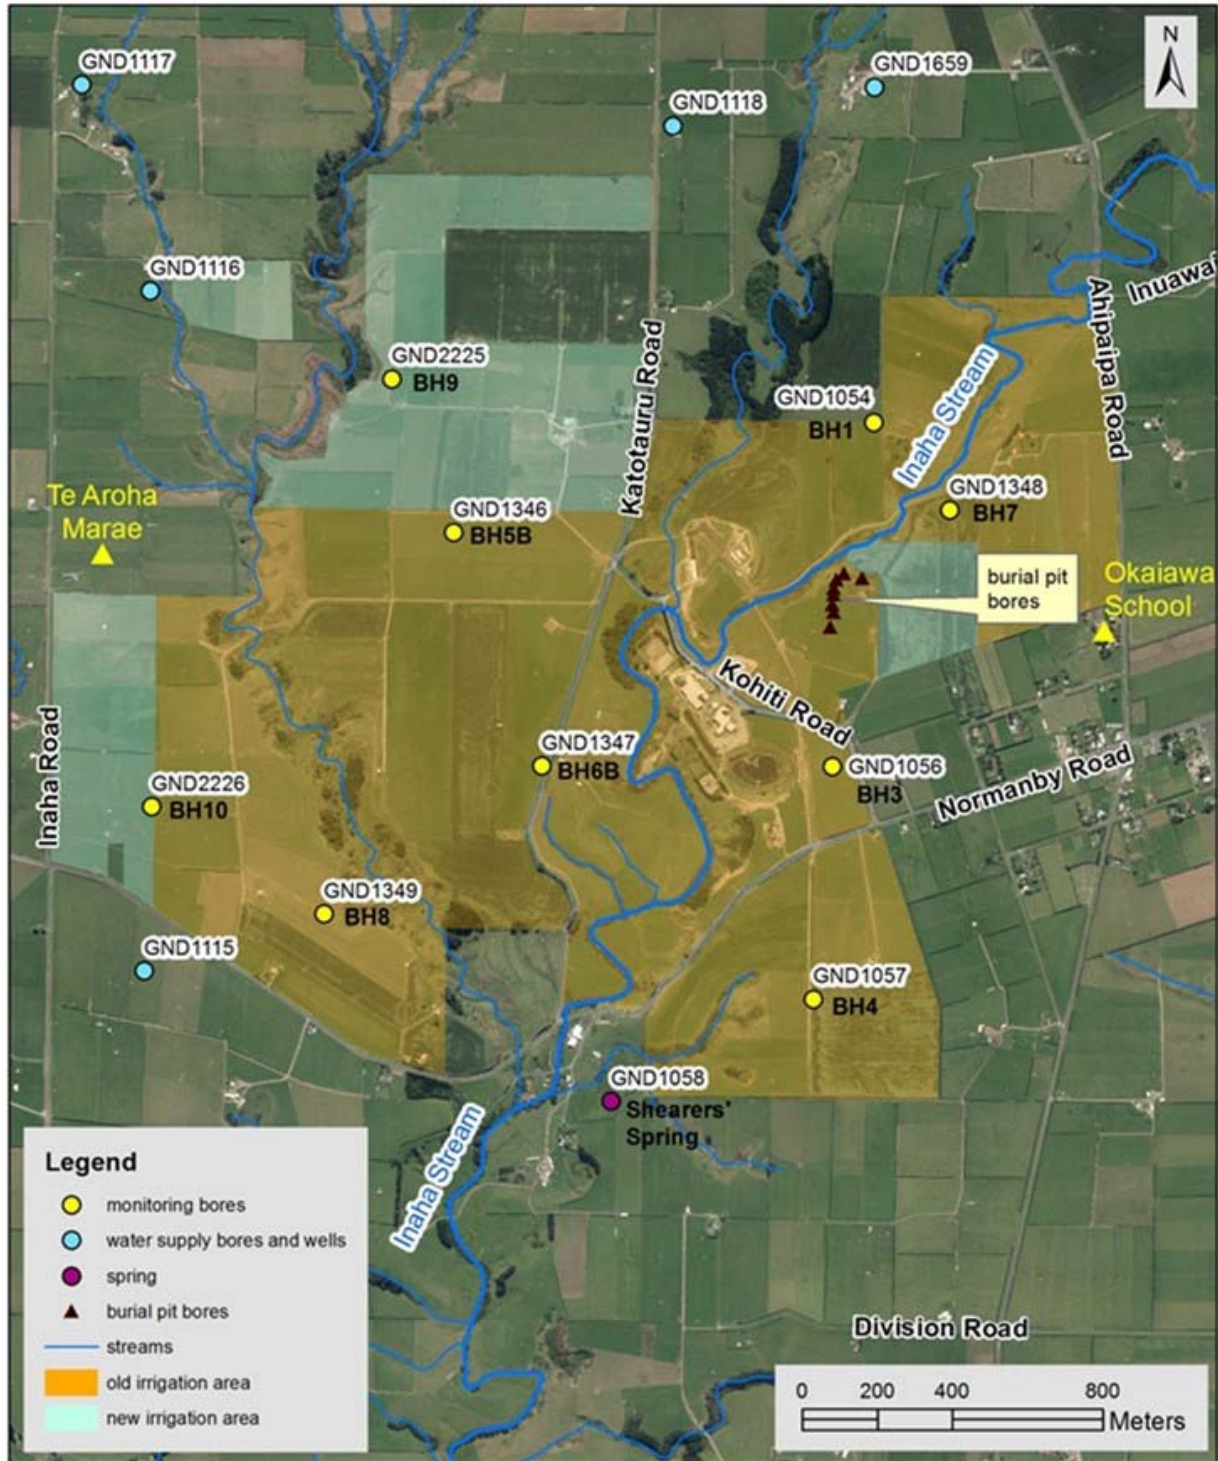 GND1117
GND1659
N
GND1118
GND1116
Ahipaipa Road
Inuawai
GND2225
BH9
Katotauru Road
Inaha Stream
GND1054
BH1
GND1348
BH7
GND1346
BH5B
Te Aroha
Marae
burial pit
bores
Okaiawa
School
Kohiti Road
GND1347
BH6B
GND1056
BH3
Normanby Road
Inaha Road
GND2226
BH10
GND1349
BH8
GND1115
GND1057
BH4
GND1058
Shearers'
Spring
Inaha Stream
Legend
monitoring bores
water supply bores and wells
spring
burial pit bores
streams
old irrigation area
new irrigation area
Division Road
0 200 400 800
Meters